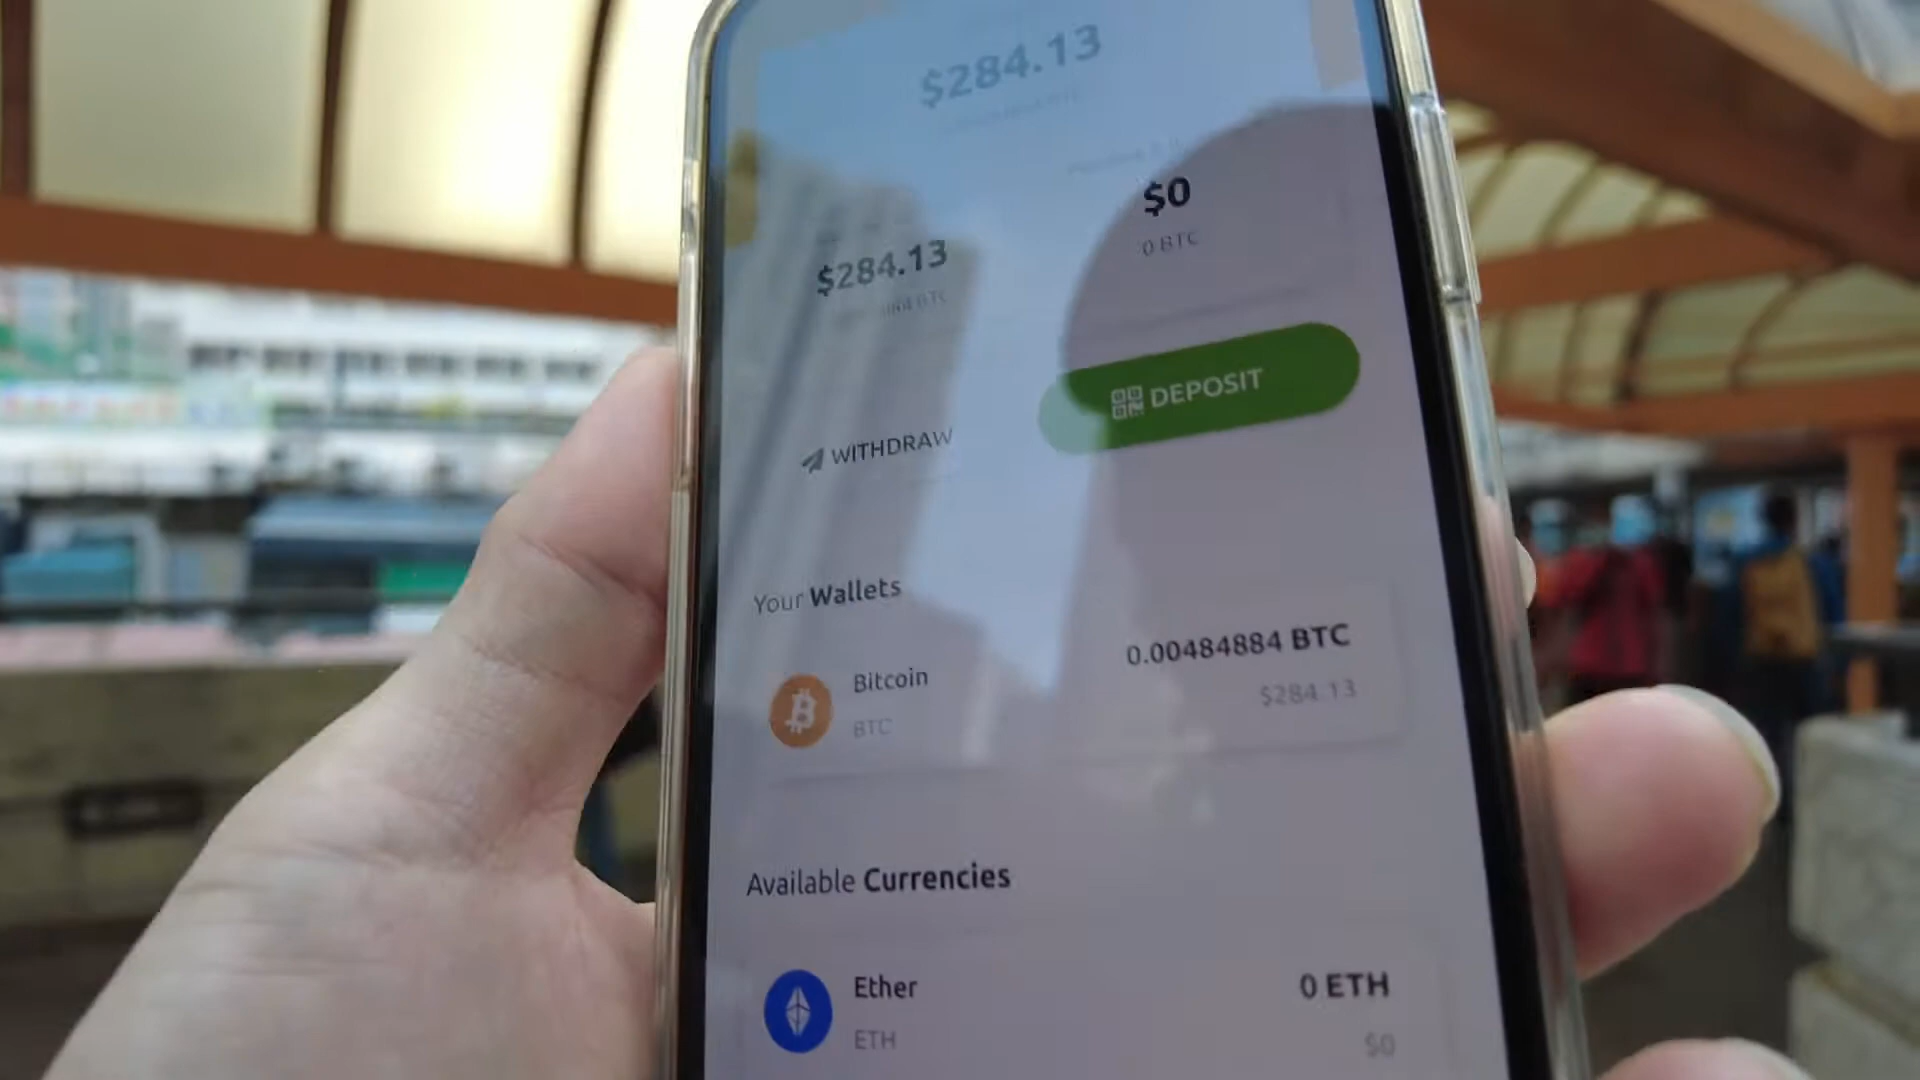 $284.13
$0
0 BTC
$284.13
DEPOSIT
WITHDRAW
Your Wallets
Bitcoin
0.00484884 BTC
BTC
$284.13
Available Currencies
Ether
0 ETH
ETH
$0